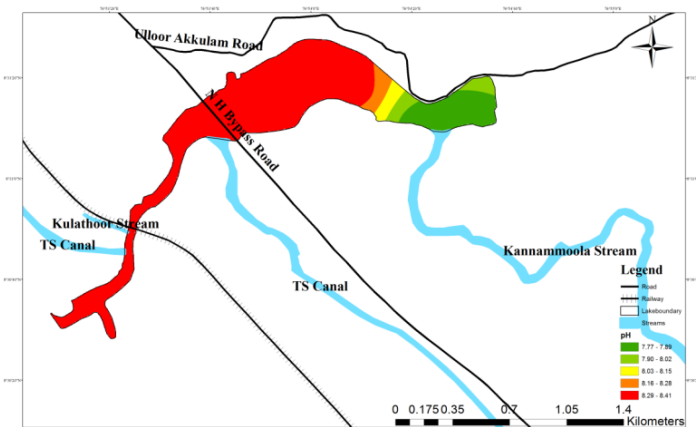 N
Ulloor Akkulam Road
N H Bypass Road
Kulathoor Stream
TS Canal
TS Canal
Kannammoola Stream
Legend
Road
Railway
Lakeboundary
Streams
pH
7.77 - 7.89
7.90 - 8.02
8.03 - 8.15
8.16 - 8.28
8.29 - 8.41
0 0.175 0.35 0.7 1.05 1.4
Kilometers